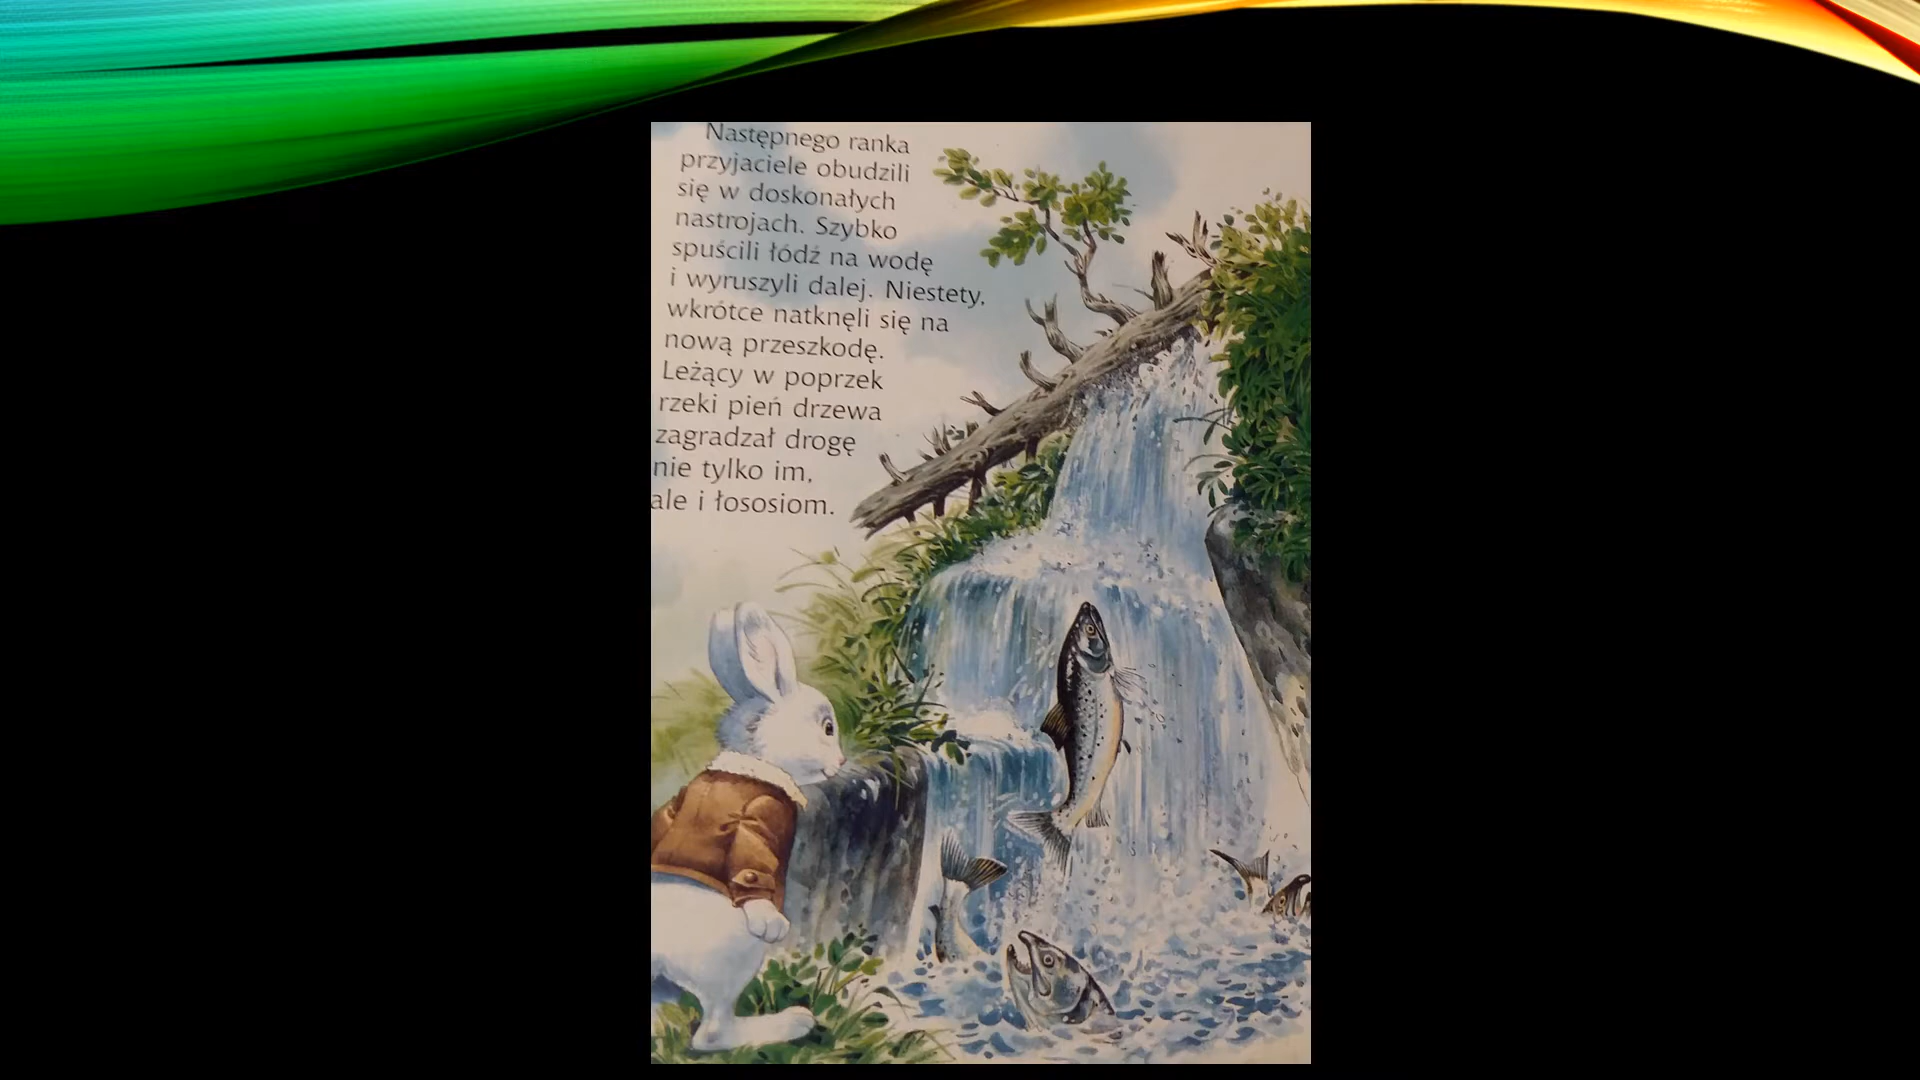 Następnego ranka
przyjaciele obudzili
się w doskonałych
nastrojach. Szybko
spuścili łódź na wodę
i wyruszyli dalej. Niestety,
wkrótce natknęli się na
nową przeszkodę.
Leżący w poprzek
rzeki pień drzewa
zagradzał drogę
nie tylko im,
ale i łososiom.